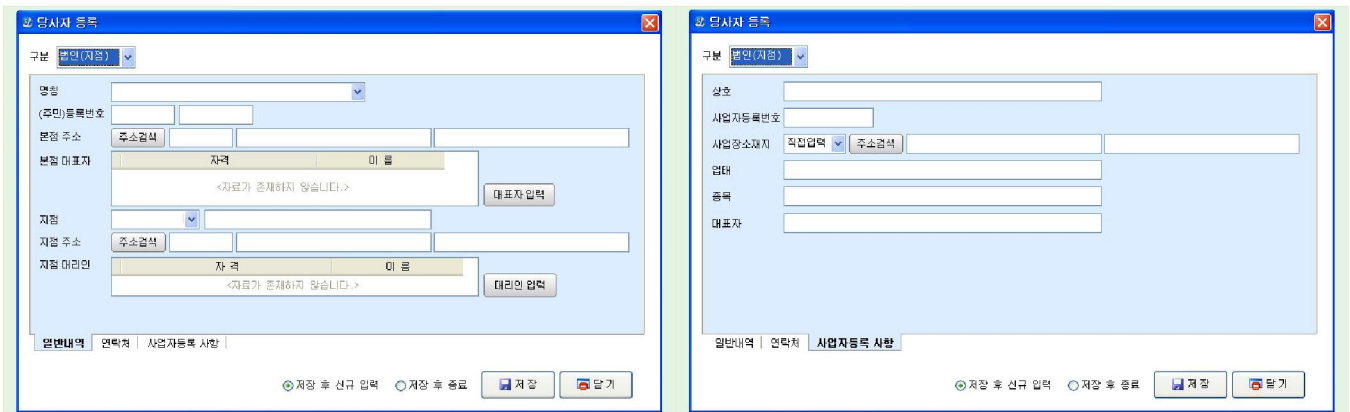 당사자 등록
구분 법인(지점)
명칭
(주민)등록번호
본점 주소 주소검색
본점 대표자 자격 이 름
<자료가 존재하지 않습니다.>
대표자 입력
지점
지점 주소 주소검색
지점 대리인 자 격 이 름
<자료가 존재하지 않습니다.>
대리인 입력
일반내역 연락처 사업자등록 사항
저장 후 신규 입력 저장 후 종료 저 장 닫 기
당사자 등록
구분 법인(지점)
상호
사업자등록번호
사업장소재지 직접입력 주소검색
업태
종목
대표자
일반내역 연락처 사업자등록 사항
저장 후 신규 입력 저장 후 종료 저 장 닫 기